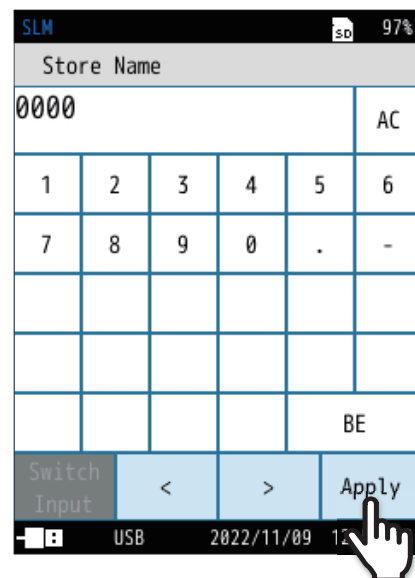 SLM SD 97%
Store Name
0000 AC
1 2 3 4 5 6
7 8 9 0 . -
BE
Switch
Input < > Apply
USB 2022/11/09